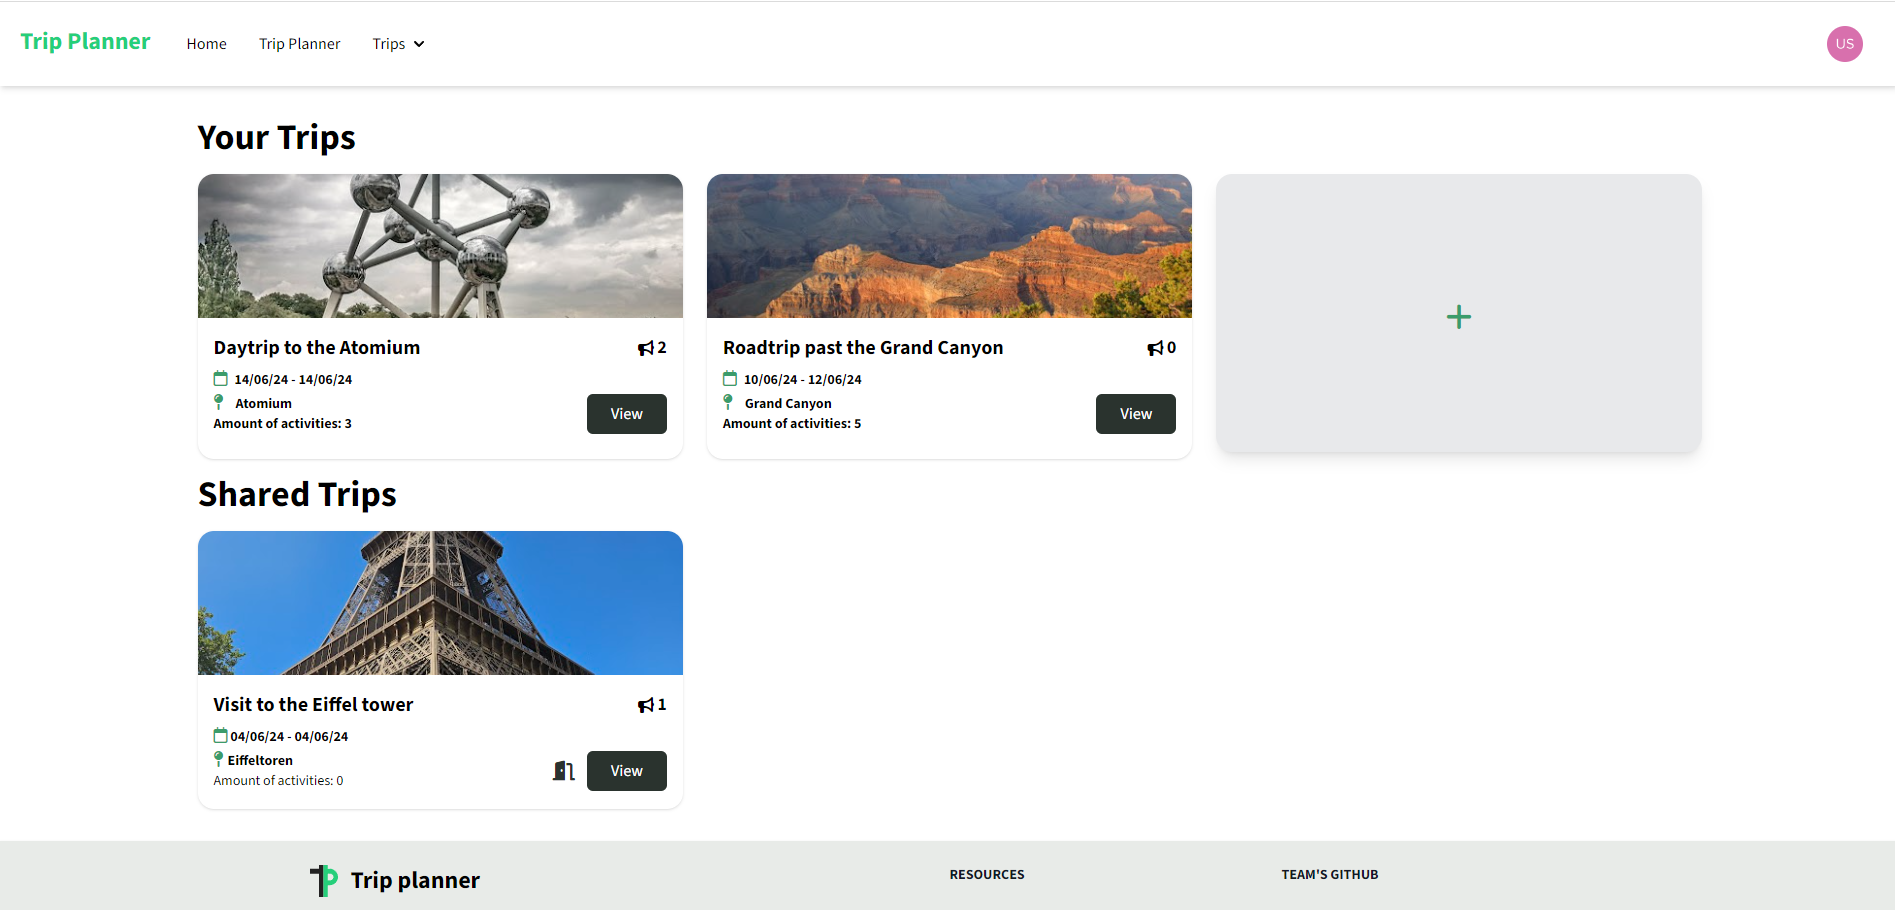 Trip Planner
Home
Trip Planner
Trips
US
Your Trips
Daytrip to the Atomium
2
14/06/24 - 14/06/24
Atomium
Amount of activities: 3
View
Roadtrip past the Grand Canyon
0
10/06/24 - 12/06/24
Grand Canyon
Amount of activities: 5
View
Shared Trips
Visit to the Eiffel tower
1
04/06/24 - 04/06/24
Eiffeltoren
Amount of activities: 0
View
Trip planner
RESOURCES
TEAM'S GITHUB